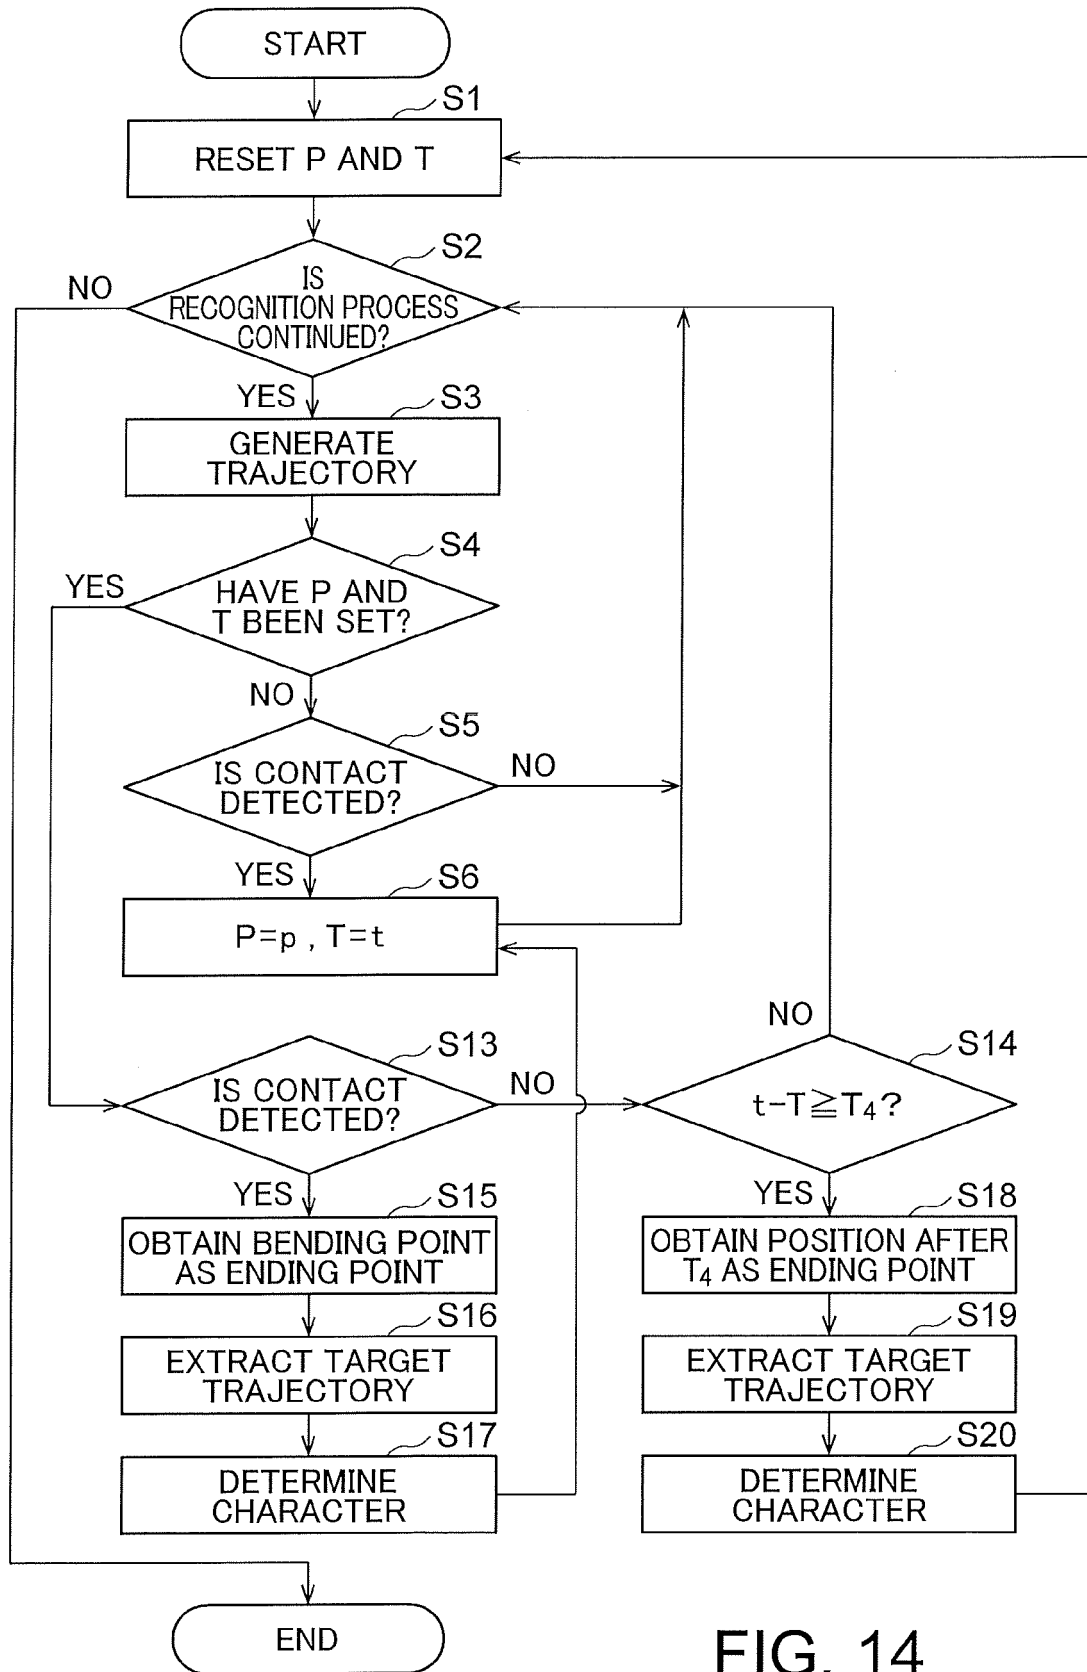 START
S1
RESET P AND T
S2
NO
IS
RECOGNITION PROCESS
CONTINUED?
YES
S3
GENERATE
TRAJECTORY
S4
YES
HAVE P AND
T BEEN SET?
NO
S5
IS CONTACT
DETECTED?
NO
YES
S6
P=p , T=t
NO
S13
IS CONTACT
DETECTED?
NO
S14
t-T≧T4?
YES
S15
OBTAIN BENDING POINT
AS ENDING POINT
YES
S18
OBTAIN POSITION AFTER
T4 AS ENDING POINT
S16
EXTRACT TARGET
TRAJECTORY
S19
EXTRACT TARGET
TRAJECTORY
S17
DETERMINE
CHARACTER
S20
DETERMINE
CHARACTER
END
FIG. 14